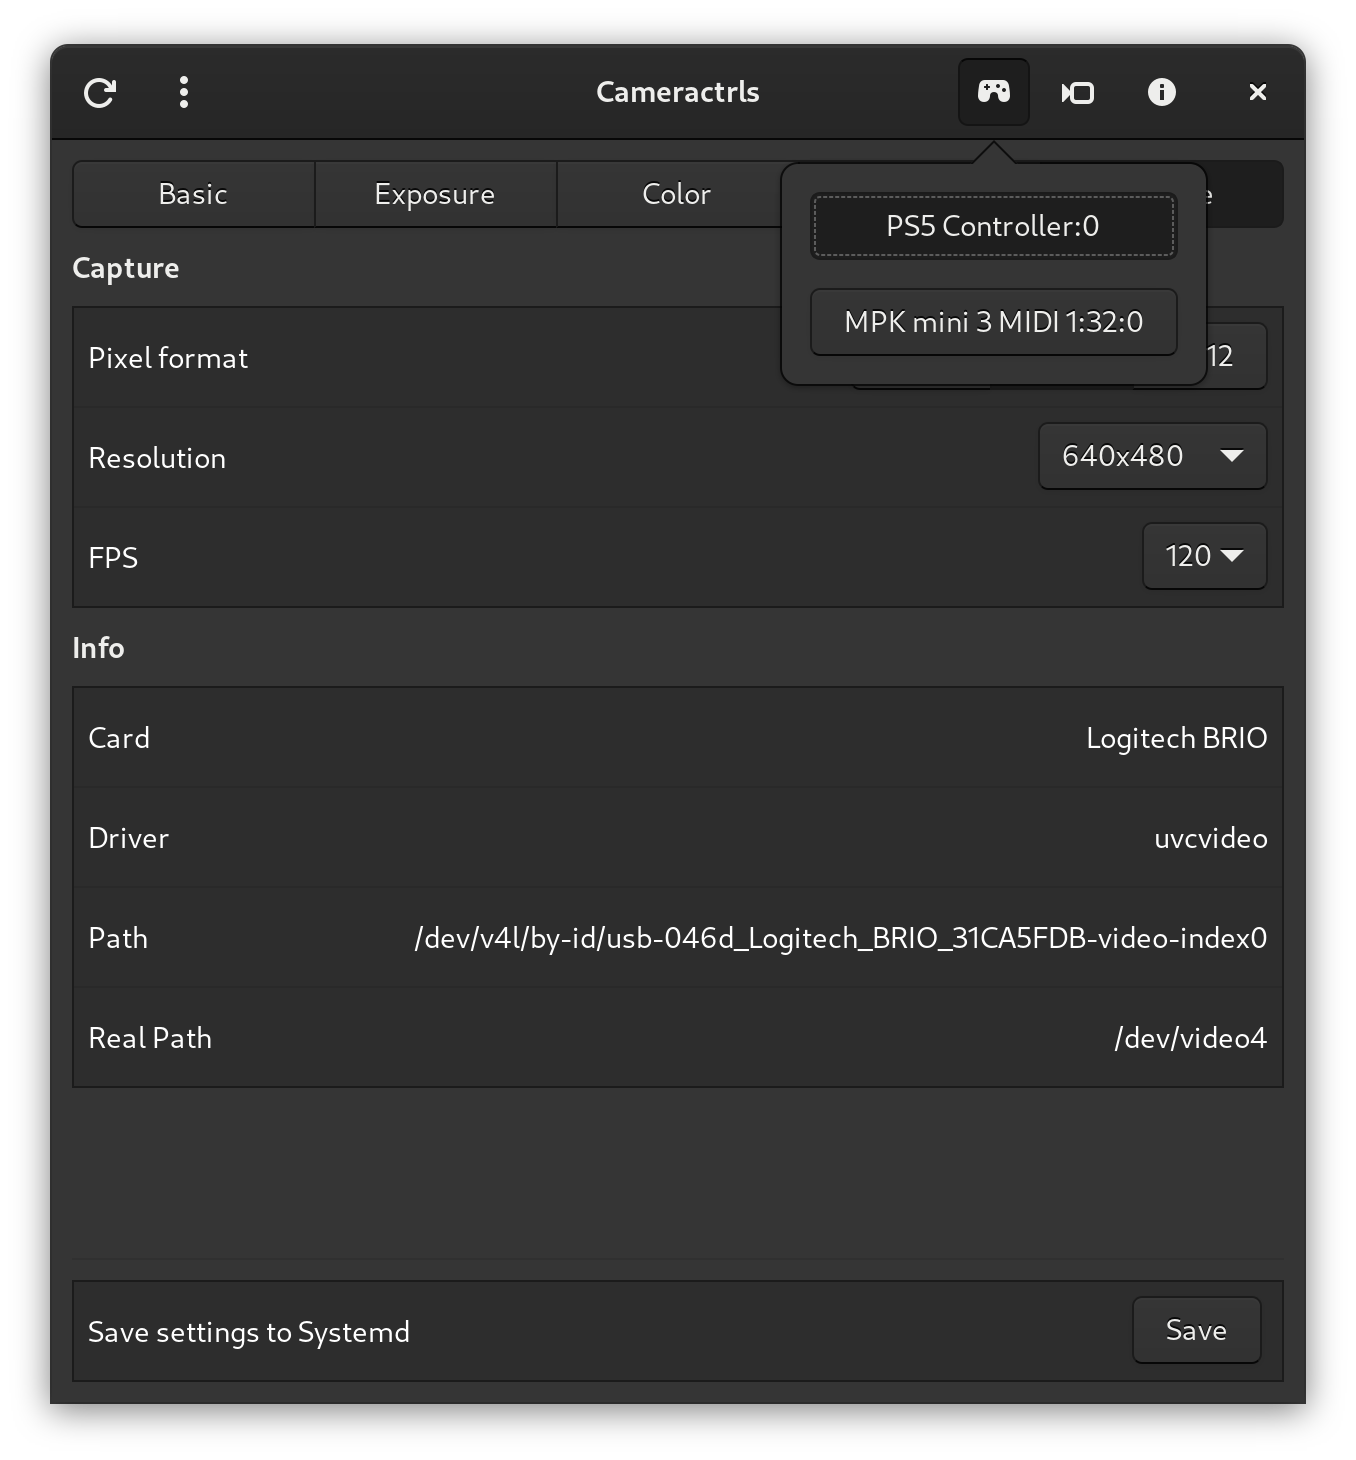 Cameractrls
Basic
Exposure
Color
PS5 Controller:0
MPK mini 3 MIDI 1:32:0
Capture
Pixel format
12
Resolution
640x480
FPS
120
Info
Card
Logitech BRIO
Driver
uvcvideo
Path
/dev/v4l/by-id/usb-046d_Logitech_BRIO_31CA5FDB-video-index0
Real Path
/dev/video4
Save settings to Systemd
Save